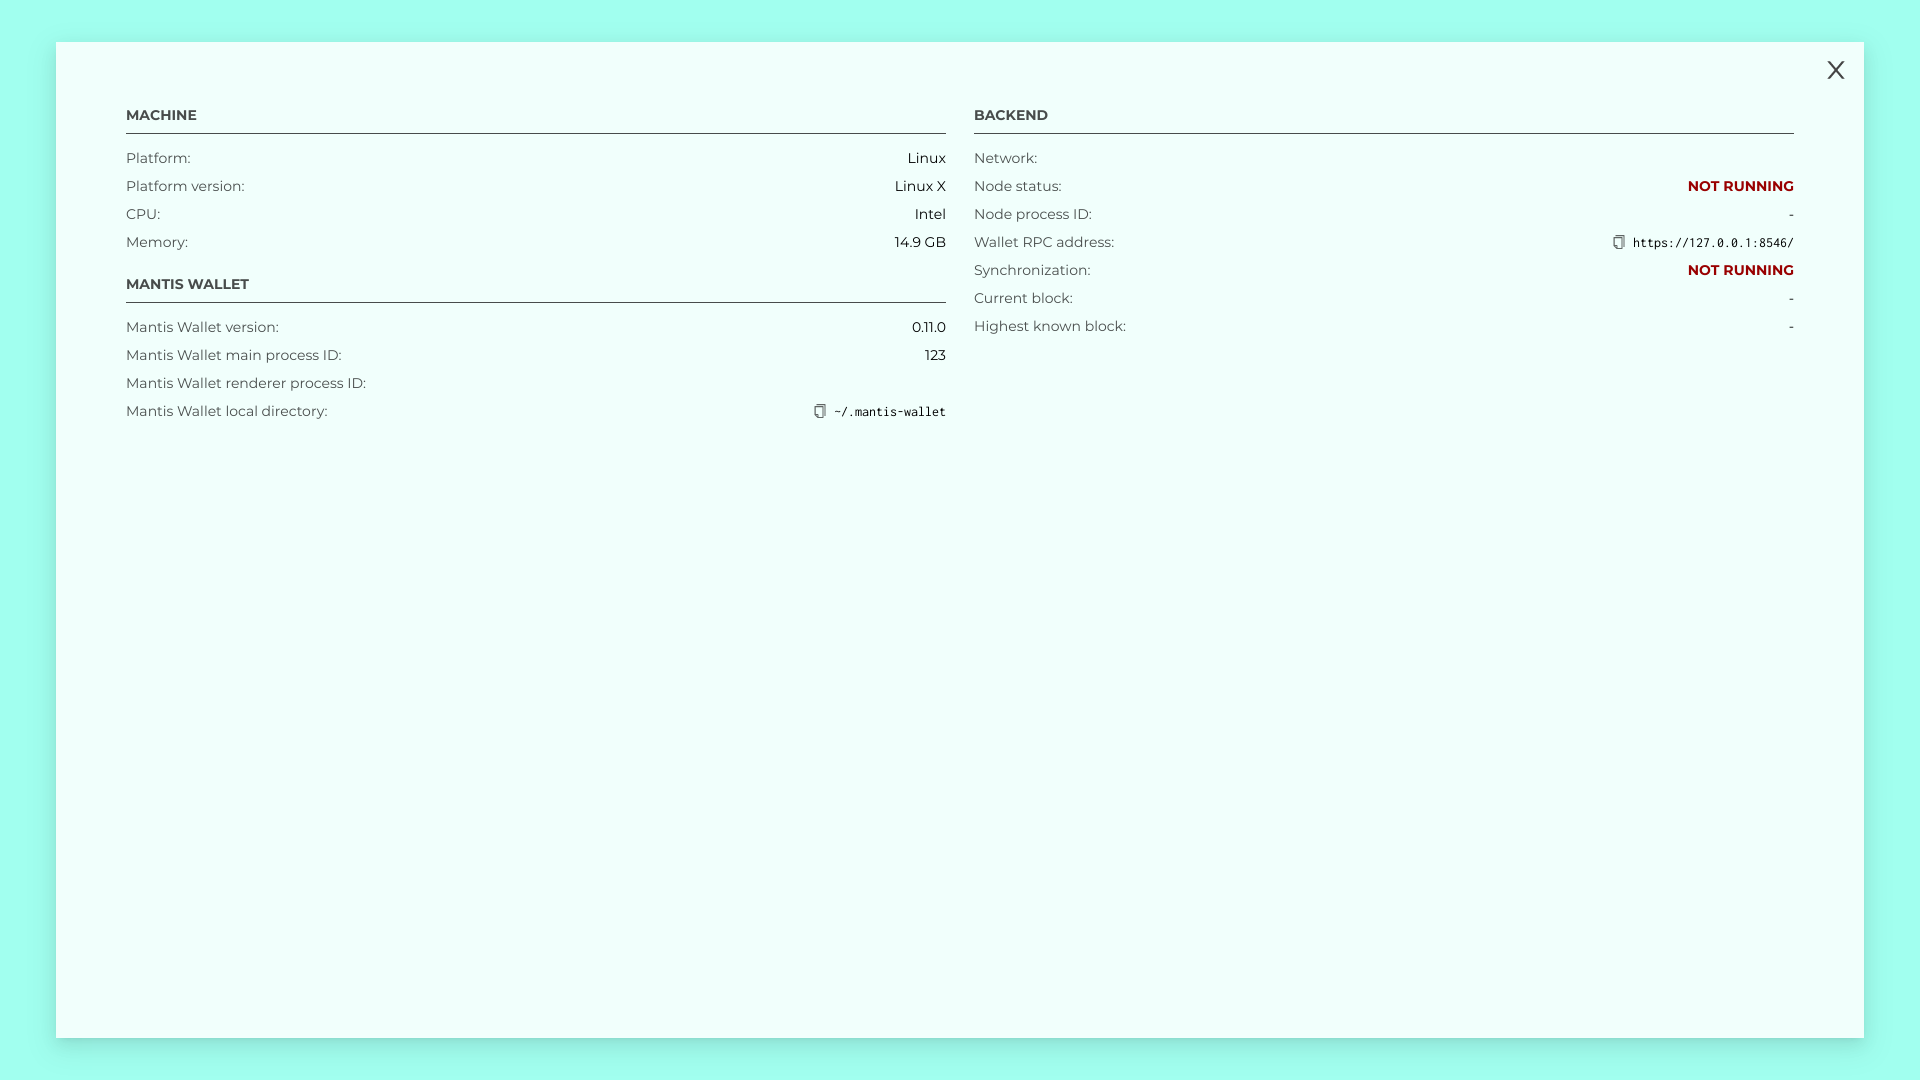 X
MACHINE
Platform: Linux
Platform version: Linux X
CPU: Intel
Memory: 14.9 GB
MANTIS WALLET
Mantis Wallet version: 0.11.0
Mantis Wallet main process ID: 123
Mantis Wallet renderer process ID:
Mantis Wallet local directory: ~/.mantis-wallet
BACKEND
Network:
Node status: NOT RUNNING
Node process ID: -
Wallet RPC address: https://127.0.0.1:8546/
Synchronization: NOT RUNNING
Current block: -
Highest known block: -